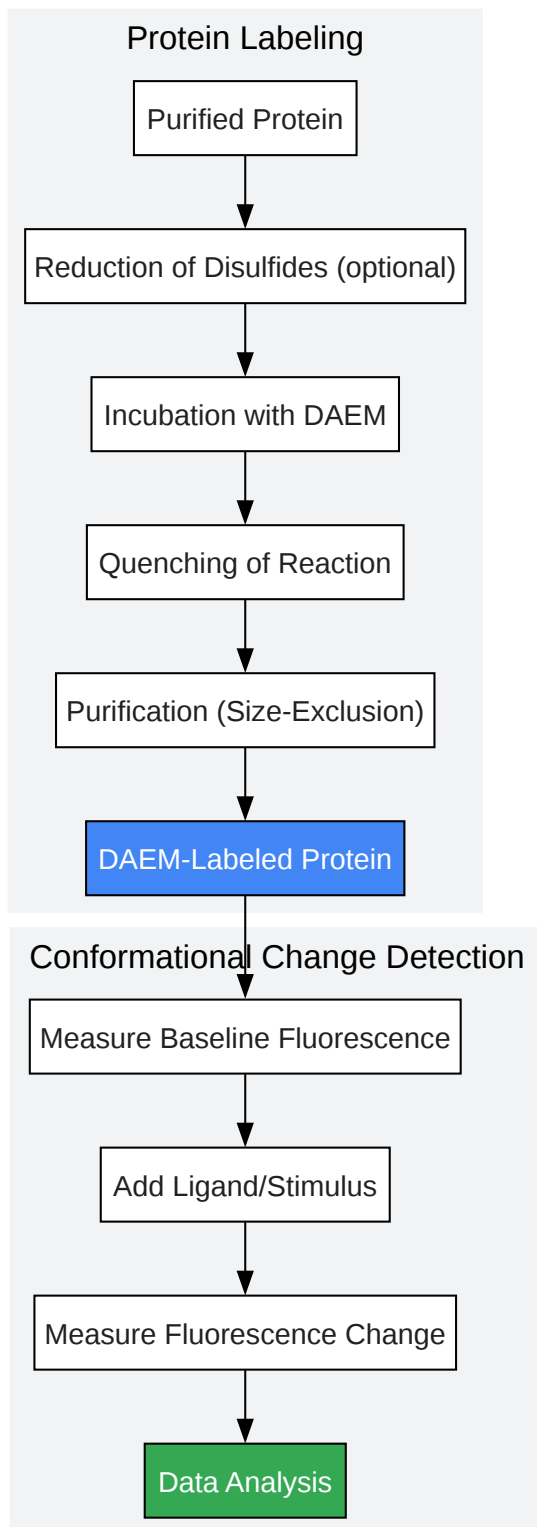 Protein Labeling
Purified Protein
Reduction of Disulfides (optional)
Incubation with DAEM
Quenching of Reaction
Purification (Size-Exclusion)
DAEM-Labeled Protein
Conformational Change Detection
Measure Baseline Fluorescence
Add Ligand/Stimulus
Measure Fluorescence Change
Data Analysis